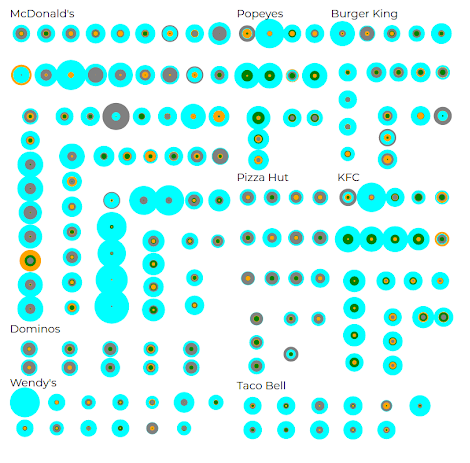 McDonald's
Popeyes
Burger King
Pizza Hut
KFC
Dominos
Wendy's
Taco Bell